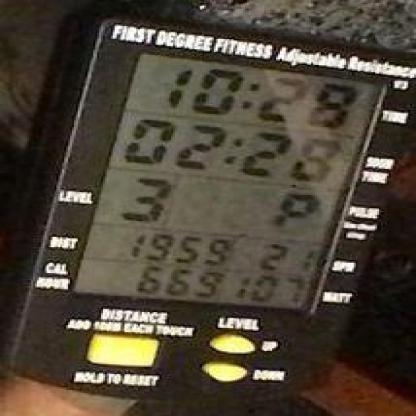 FIRST DEGREE FITNESS Adjustable Resistance
V3
10:28 TIME
02:28 500M TIME
LEVEL 3 P PULSE
DIST 1959 21 SPM
CAL HOUR 669 107 WATT
DISTANCE LEVEL
ADD 100M EACH TOUCH UP
HOLD TO RESET DOWN